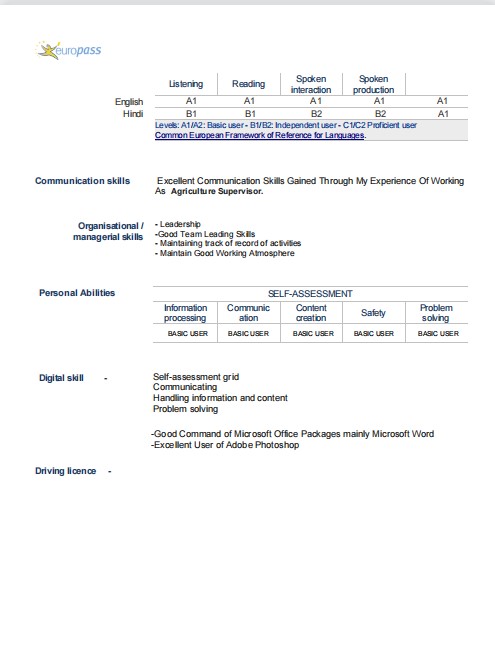 europass
Listening Reading Spoken interaction Spoken production
English A1 A1 A1 A1 A1
Hindi B1 B1 B2 B2 A1
Levels: A1/A2: Basic user - B1/B2: Independent user - C1/C2 Proficient user
Common European Framework of Reference for Languages.
Communication skills Excellent Communication Skills Gained Through My Experience Of Working
As Agriculture Supervisor.
Organisational / - Leadership
managerial skills -Good Team Leading Skills
- Maintaining track of record of activities
- Maintain Good Working Atmosphere
Personal Abilities SELF-ASSESSMENT
Information processing Communic ation Content creation Safety Problem solving
BASIC USER BASIC USER BASIC USER BASIC USER BASIC USER
Digital skill - Self-assessment grid
Communicating
Handling information and content
Problem solving
-Good Command of Microsoft Office Packages mainly Microsoft Word
-Excellent User of Adobe Photoshop
Driving licence -